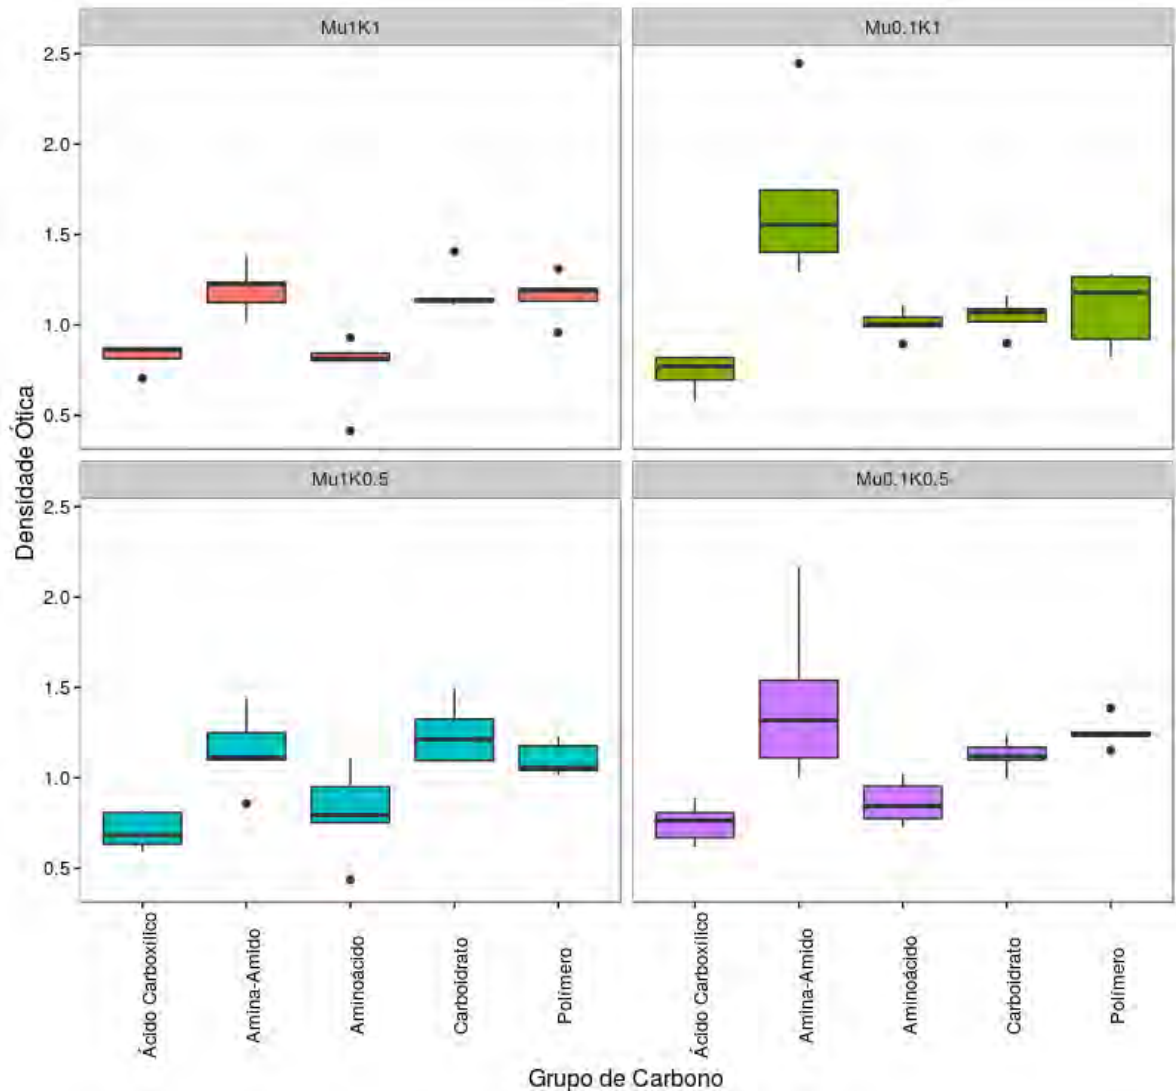 Mu1K1
Mu0.1K1
2.5
2.0
1.5
1.0
0.5
Mu1K0.5
Mu0.1K0.5
2.5
2.0
1.5
1.0
0.5
Densidade Ótica
Ácido Carboxílico
Amina-Amido
Aminoácido
Carboidrato
Polímero
Ácido Carboxílico
Amina-Amido
Aminoácido
Carboidrato
Polímero
Grupo de Carbono